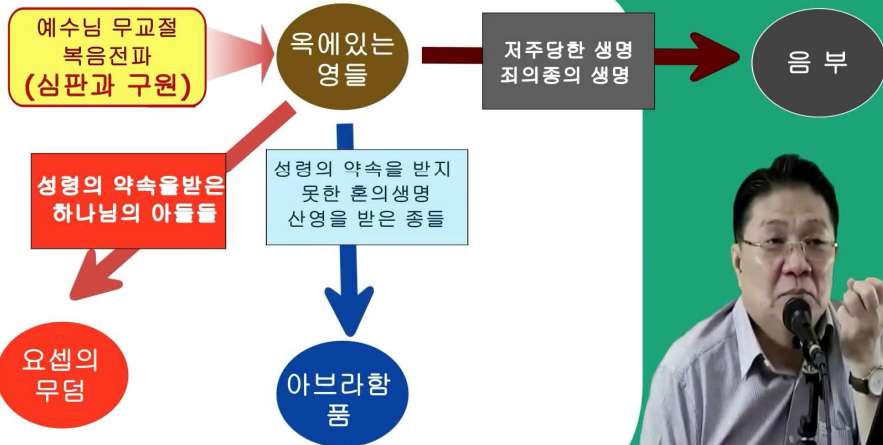 예수님 무교절
복음전파
(심판과 구원)
옥에있는
영들
저주당한 생명
죄의종의 생명
음 부
성령의 약속을받은
하나님의 아들들
성령의 약속을 받지
못한 혼의생명
산영을 받은 종들
요셉의
무덤
아브라함
품